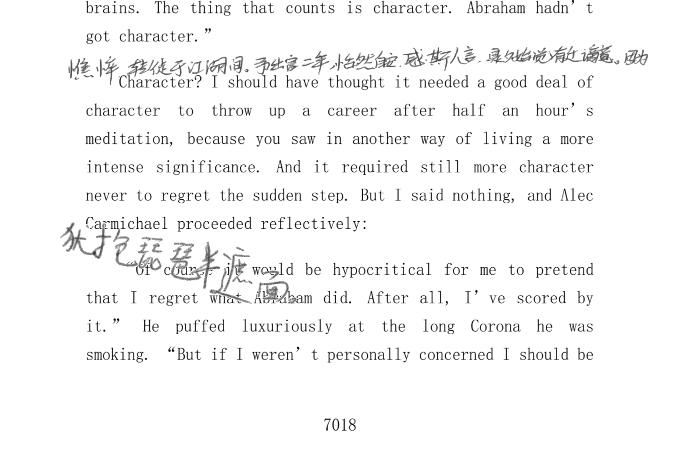 brains. The thing that counts is character. Abraham hadn’t
got character.”
憔悴,转徙于江湖间。予出官二年,恬然自安,感斯人言,是夕始觉有迁谪意。因为
Character? I should have thought it needed a good deal of
character to throw up a career after half an hour’s
meditation, because you saw in another way of living a more
intense significance. And it required still more character
never to regret the sudden step. But I said nothing, and Alec
Carmichael proceeded reflectively:
犹抱琵琶半遮面
“Of course it would be hypocritical for me to pretend
that I regret what Abraham did. After all, I’ve scored by
it.” He puffed luxuriously at the long Corona he was
smoking. “But if I weren’t personally concerned I should be
7018